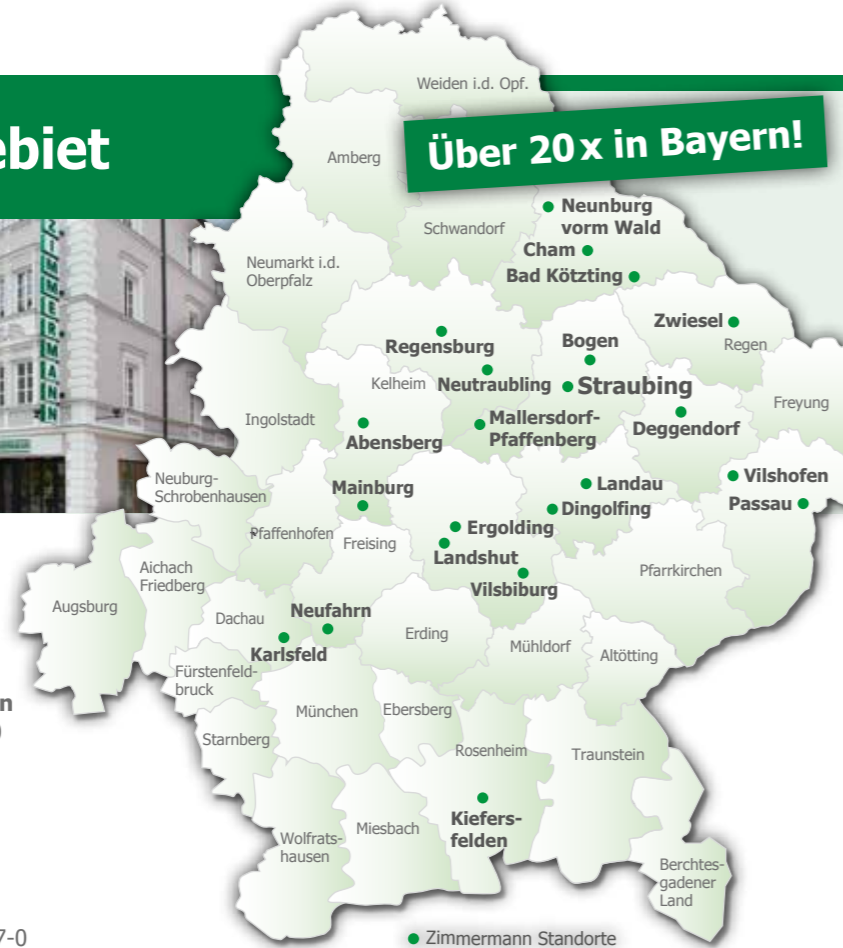 ebiet
Über 20 x in Bayern!
ZIMMERMANN
Weiden i.d. Opf.
Amberg
Schwandorf
Neumarkt i.d.
Oberpfalz
Neunburg
vorm Wald
Cham
Bad Kötzting
Zwiesel
Regen
Regensburg
Bogen
Kelheim
Neutraubling
Straubing
Freyung
Ingolstadt
Abensberg
Mallersdorf-
Pfaffenberg
Deggendorf
Neuburg-
Schrobenhausen
Mainburg
Landau
Vilshofen
Dingolfing
Passau
Pfaffenhofen
Freising
Ergolding
Landshut
Vilsbiburg
Pfarrkirchen
Aichach
Friedberg
Augsburg
Dachau
Neufahrn
Karlsfeld
Erding
Mühldorf
Altötting
Fürstenfeld-
bruck
n
)
München
Ebersberg
Starnberg
Rosenheim
Traunstein
Kiefers-
felden
Wolfrats-
hausen
Miesbach
Berchtes-
gadener
Land
7-0
Zimmermann Standorte